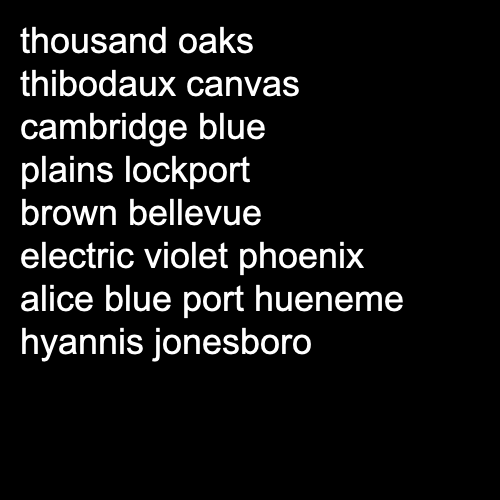 thousand oaks
thibodaux canvas
cambridge blue
plains lockport
brown bellevue
electric violet phoenix
alice blue port hueneme
hyannis jonesboro